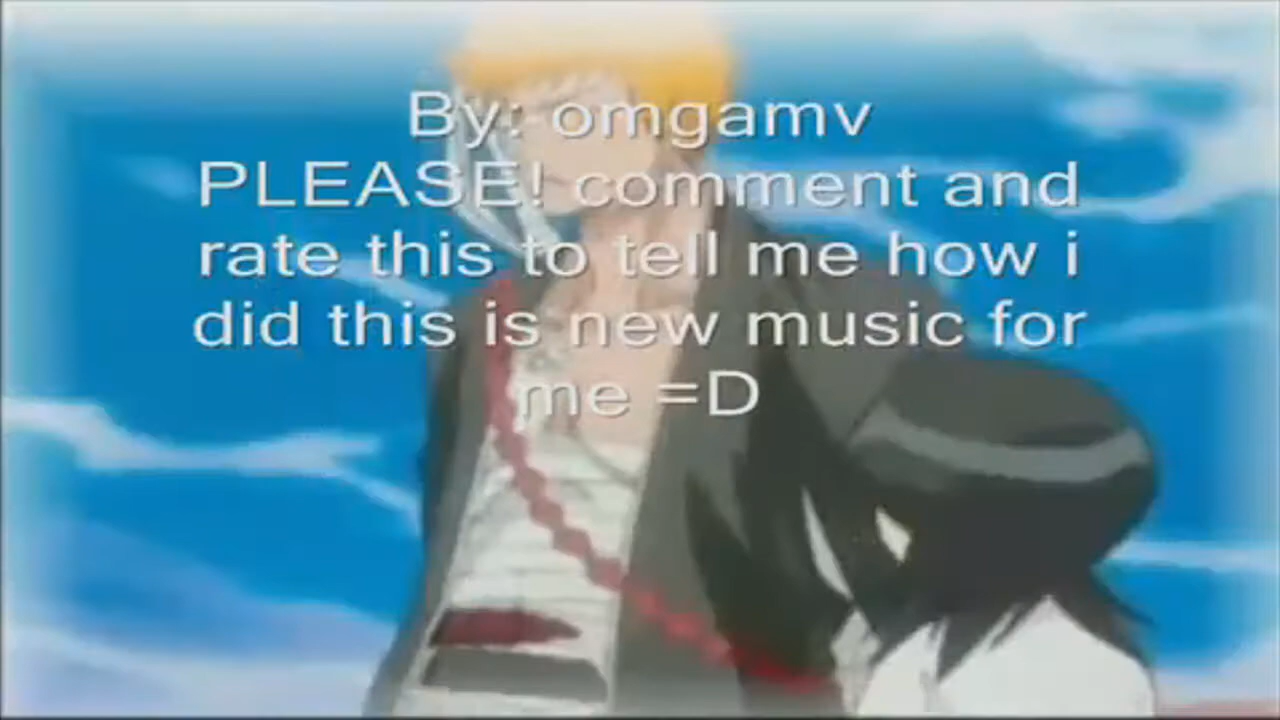 By: omgamv
PLEASE! comment and
rate this to tell me how i
did this is new music for
me =D